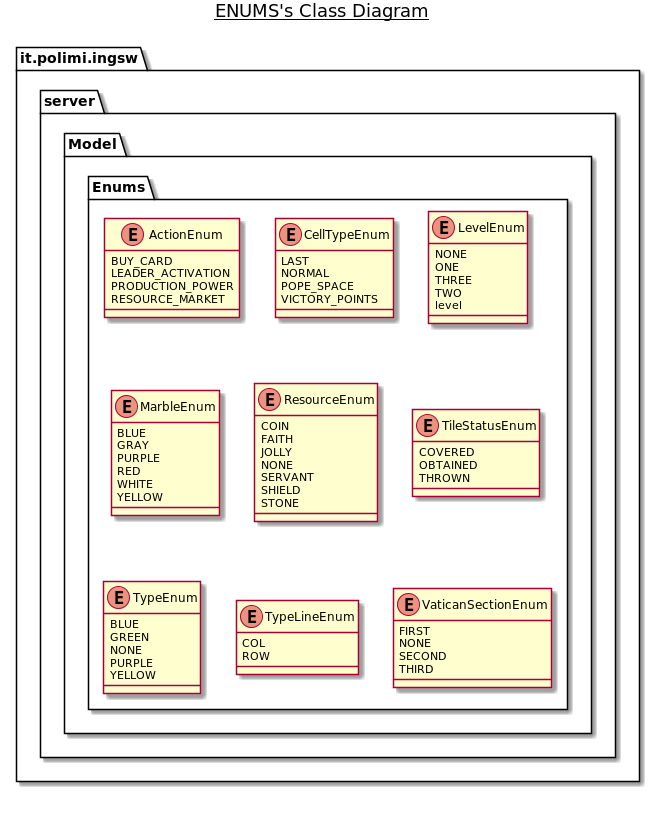 ENUMS's Class Diagram
it.polimi.ingsw
server
Model
Enums
E ActionEnum
BUY_CARD
LEADER_ACTIVATION
PRODUCTION_POWER
RESOURCE_MARKET
E CellTypeEnum
LAST
NORMAL
POPE_SPACE
VICTORY_POINTS
E LevelEnum
NONE
ONE
THREE
TWO
level
E MarbleEnum
BLUE
GRAY
PURPLE
RED
WHITE
YELLOW
E ResourceEnum
COIN
FAITH
JOLLY
NONE
SERVANT
SHIELD
STONE
E TileStatusEnum
COVERED
OBTAINED
THROWN
E TypeEnum
BLUE
GREEN
NONE
PURPLE
YELLOW
E TypeLineEnum
COL
ROW
E VaticanSectionEnum
FIRST
NONE
SECOND
THIRD